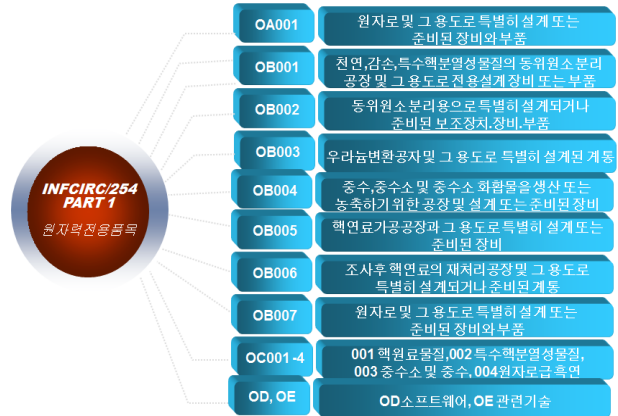 INFCIRC/254
PART 1
원자력전용품목
OA001
원자로및 그 용도로 특별히 설계 또는
준비된 장비와 부품
OB001
천연,감손,특수핵분열성물질의 동위원소분리
공장 및 그 용도로 전용설계 장비 또는 부품
OB002
동위원소분리용으로 특별히 설계되거나
준비된 보조장치.장비.부품
OB003
우라늄변환공자 및 그 용도로 특별히 설계된 계통
OB004
중수,중수소 및 중수소 화합물을 생산 또는
농축하기 위한 공장 및 설계 또는 준비된 장비
OB005
핵연료가공공장과 그 용도로 특별히 설계 또는
준비된 장비
OB006
조사후 핵연료의 재처리공장 및 그 용도로
특별히 설계되거나 준비된 계통
OB007
원자로 및 그 용도로 특별히 설계 또는
준비된 장비와 부품
OC001 -4
001 핵원료물질,002 특수핵분열성물질,
003 중수소 및 중수, 004원자로급 흑연
OD, OE
OD소프트웨어, OE 관련기술